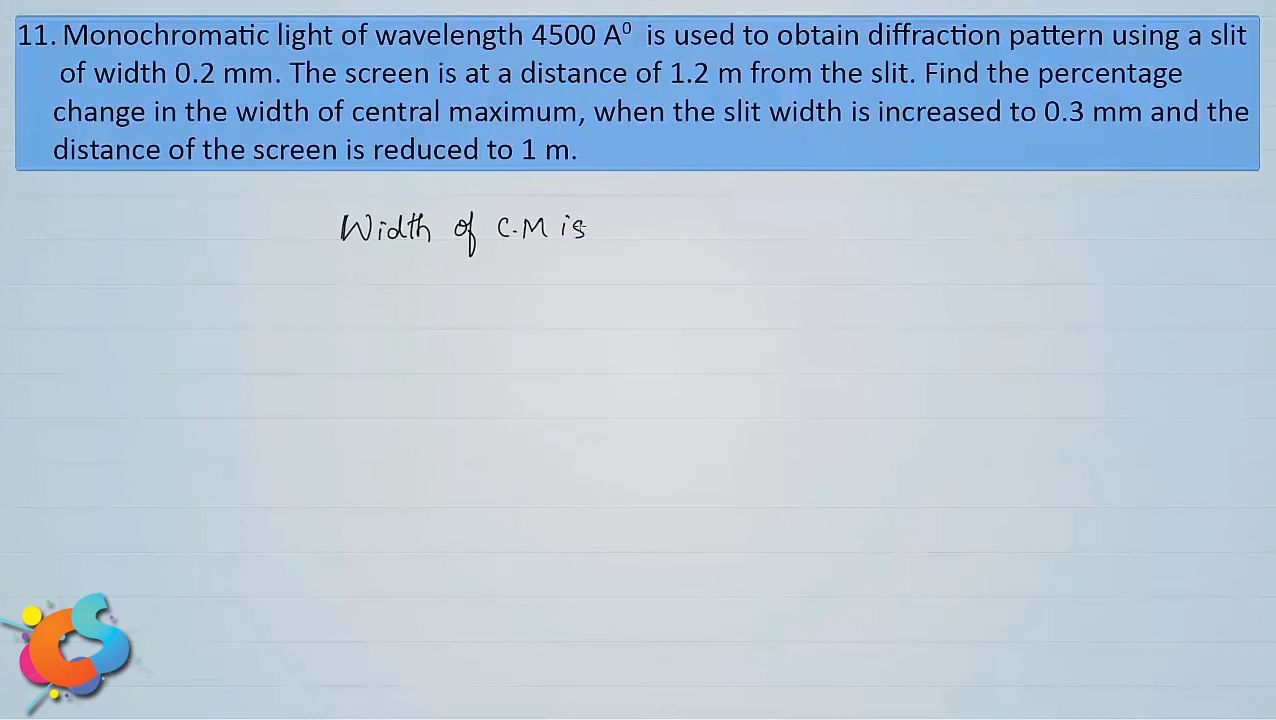 11. Monochromatic light of wavelength 4500 A⁰ is used to obtain diffraction pattern using a slit
of width 0.2 mm. The screen is at a distance of 1.2 m from the slit. Find the percentage
change in the width of central maximum, when the slit width is increased to 0.3 mm and the
distance of the screen is reduced to 1 m.
Width of C.M is
CS